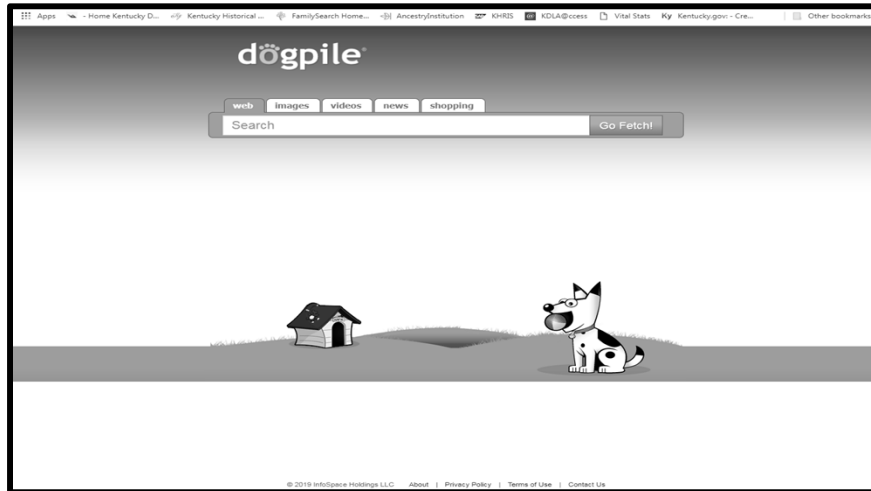 Apps - Home Kentucky D... Kentucky Historical ... FamilySearch Home... AncestryInstitution KHRIS KDLA@ccess Vital Stats Ky Kentucky.gov: - Cre... Other bookmarks
dogpile
web images videos news shopping
Search Go Fetch!
© 2019 InfoSpace Holdings LLC About | Privacy Policy | Terms of Use | Contact Us